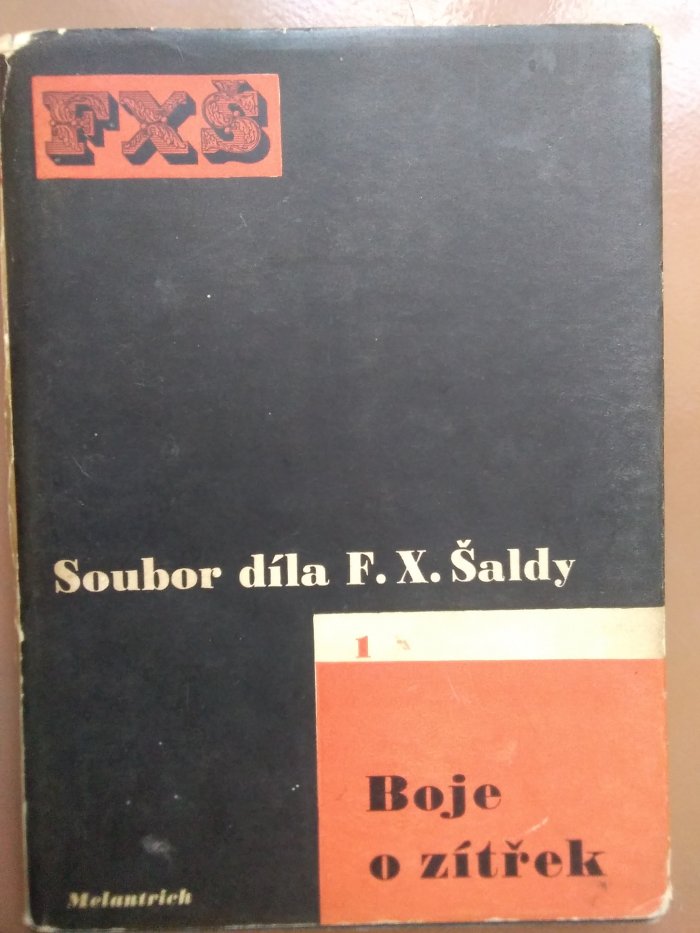 FXŠ
Soubor díla F. X. Šaldy
1
Boje
o zítřek
Melantrich